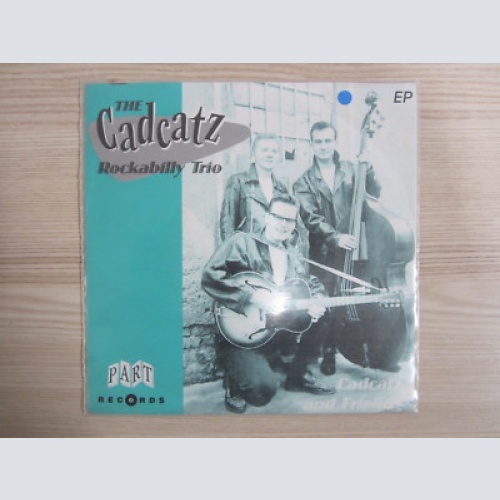 THE
Cadcatz
Rockabilly Trio
EP
Cadcatz
and Friends
PART
RECORDS